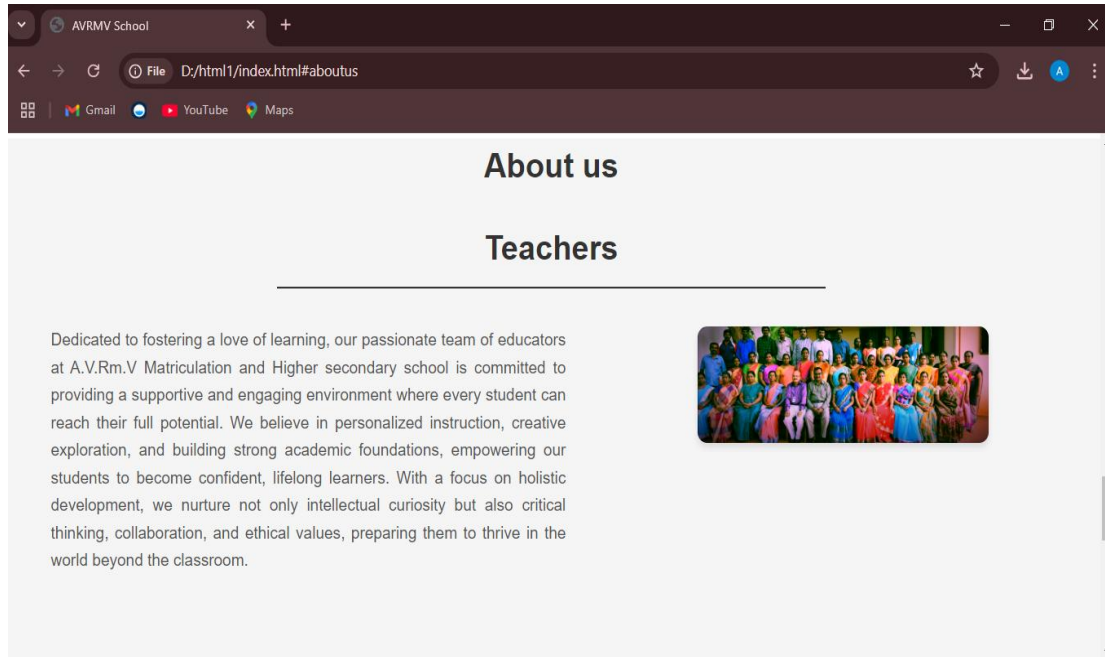 AVRMV School
File D:/html1/index.html#aboutus
A
Gmail YouTube Maps
About us
Teachers
Dedicated to fostering a love of learning, our passionate team of educators
at A.V.Rm.V Matriculation and Higher secondary school is committed to
providing a supportive and engaging environment where every student can
reach their full potential. We believe in personalized instruction, creative
exploration, and building strong academic foundations, empowering our
students to become confident, lifelong learners. With a focus on holistic
development, we nurture not only intellectual curiosity but also critical
thinking, collaboration, and ethical values, preparing them to thrive in the
world beyond the classroom.